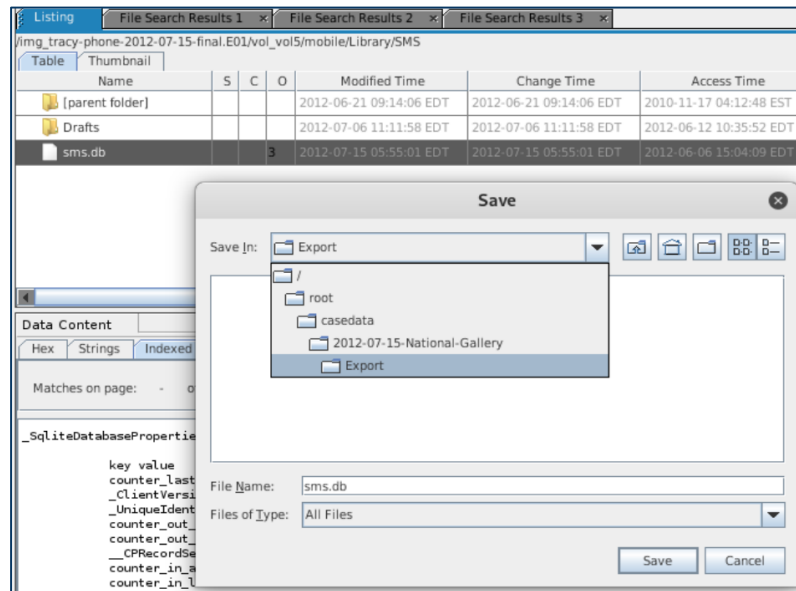 Listing File Search Results 1 × File Search Results 2 × File Search Results 3 ×
/img_tracy-phone-2012-07-15-final.E01/vol_vol5/mobile/Library/SMS
Table Thumbnail
Name S C O Modified Time Change Time Access Time
[parent folder] 2012-06-21 09:14:06 EDT 2012-06-21 09:14:06 EDT 2010-11-17 04:12:48 EST
Drafts 2012-07-06 11:11:58 EDT 2012-07-06 11:11:58 EDT 2012-06-12 10:35:52 EDT
sms.db 3 2012-07-15 05:55:01 EDT 2012-07-15 05:55:01 EDT 2012-06-06 15:04:09 EDT
Save
Save In: Export
/
root
casedata
2012-07-15-National-Gallery
Export
Data Content
Hex Strings Indexed
Matches on page: - o
_SqliteDatabasePropertie
key value
counter_last
_ClientVersi
_UniqueIdent
counter_out_
counter_out_
__CPRecordSe
counter_in_a
counter_in_l
File Name: sms.db
Files of Type: All Files
Save Cancel